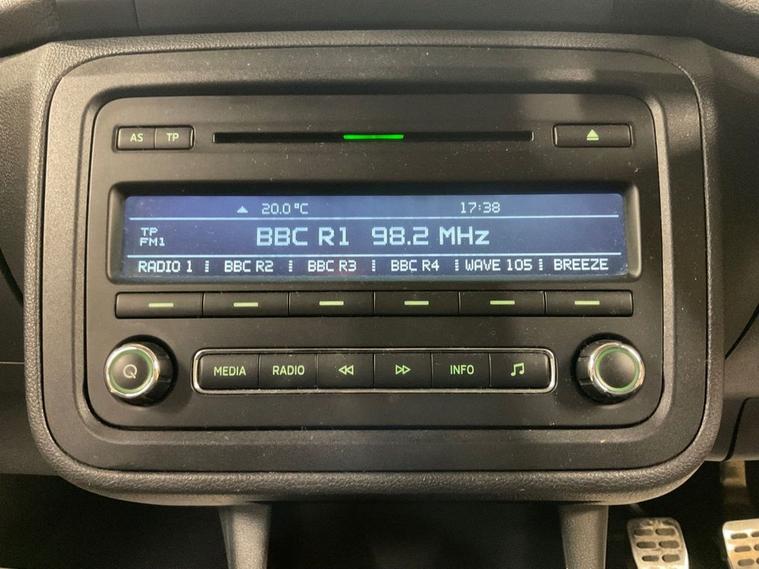 AS TP
20.0 °C 17:38
TP
FM1
BBC R1 98.2 MHz
RADIO 1 BBC R2 BBC R3 BBC R4 WAVE 105 BREEZE
MEDIA RADIO INFO